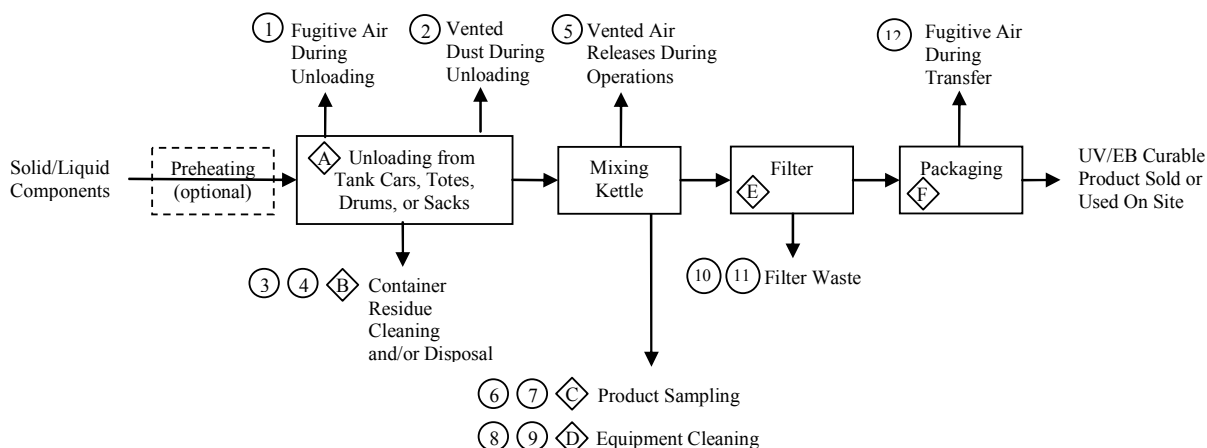 1 Fugitive Air
During
Unloading
2 Vented
Dust During
Unloading
5 Vented Air
Releases During
Operations
12 Fugitive Air
During
Transfer
Solid/Liquid
Components
Preheating
(optional)
A Unloading from
Tank Cars, Totes,
Drums, or Sacks
Mixing
Kettle
Filter
E
Packaging
F
UV/EB Curable
Product Sold or
Used On Site
3 4 B Container
Residue
Cleaning
and/or Disposal
10 11 Filter Waste
6 7 C Product Sampling
8 9 D Equipment Cleaning